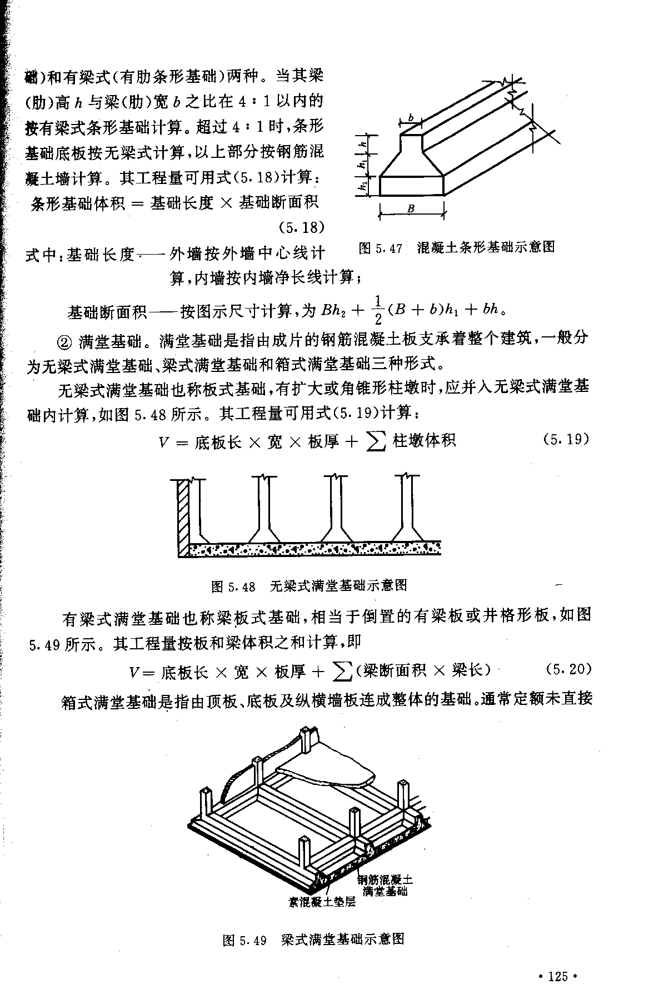 础)和有梁式(有肋条形基础)两种。当其梁
(肋)高 h 与梁(肋)宽 b 之比在 4∶1 以内的
按有梁式条形基础计算。超过 4∶1 时,条形
基础底板按无梁式计算,以上部分按钢筋混
凝土墙计算。其工程量可用式(5.18)计算:
条形基础体积 = 基础长度 × 基础断面积
(5.18)
式中:基础长度——外墙按外墙中心线计
算,内墙按内墙净长线计算;
b
h
h₁
h₂
B
图 5.47 混凝土条形基础示意图
基础断面积——按图示尺寸计算,为 Bh₂ + 1/2 (B + b)h₁ + bh。
② 满堂基础。满堂基础是指由成片的钢筋混凝土板支承着整个建筑,一般分
为无梁式满堂基础、梁式满堂基础和箱式满堂基础三种形式。
无梁式满堂基础也称板式基础,有扩大或角锥形柱墩时,应并入无梁式满堂基
础内计算,如图 5.48 所示。其工程量可用式(5.19)计算:
V = 底板长 × 宽 × 板厚 + ∑ 柱墩体积 (5.19)
图 5.48 无梁式满堂基础示意图
有梁式满堂基础也称梁板式基础,相当于倒置的有梁板或井格形板,如图
5.49 所示。其工程量按板和梁体积之和计算,即
V = 底板长 × 宽 × 板厚 + ∑(梁断面积 × 梁长) (5.20)
箱式满堂基础是指由顶板、底板及纵横墙板连成整体的基础。通常定额未直接
钢筋混凝土
满堂基础
素混凝土垫层
图 5.49 梁式满堂基础示意图
·125·